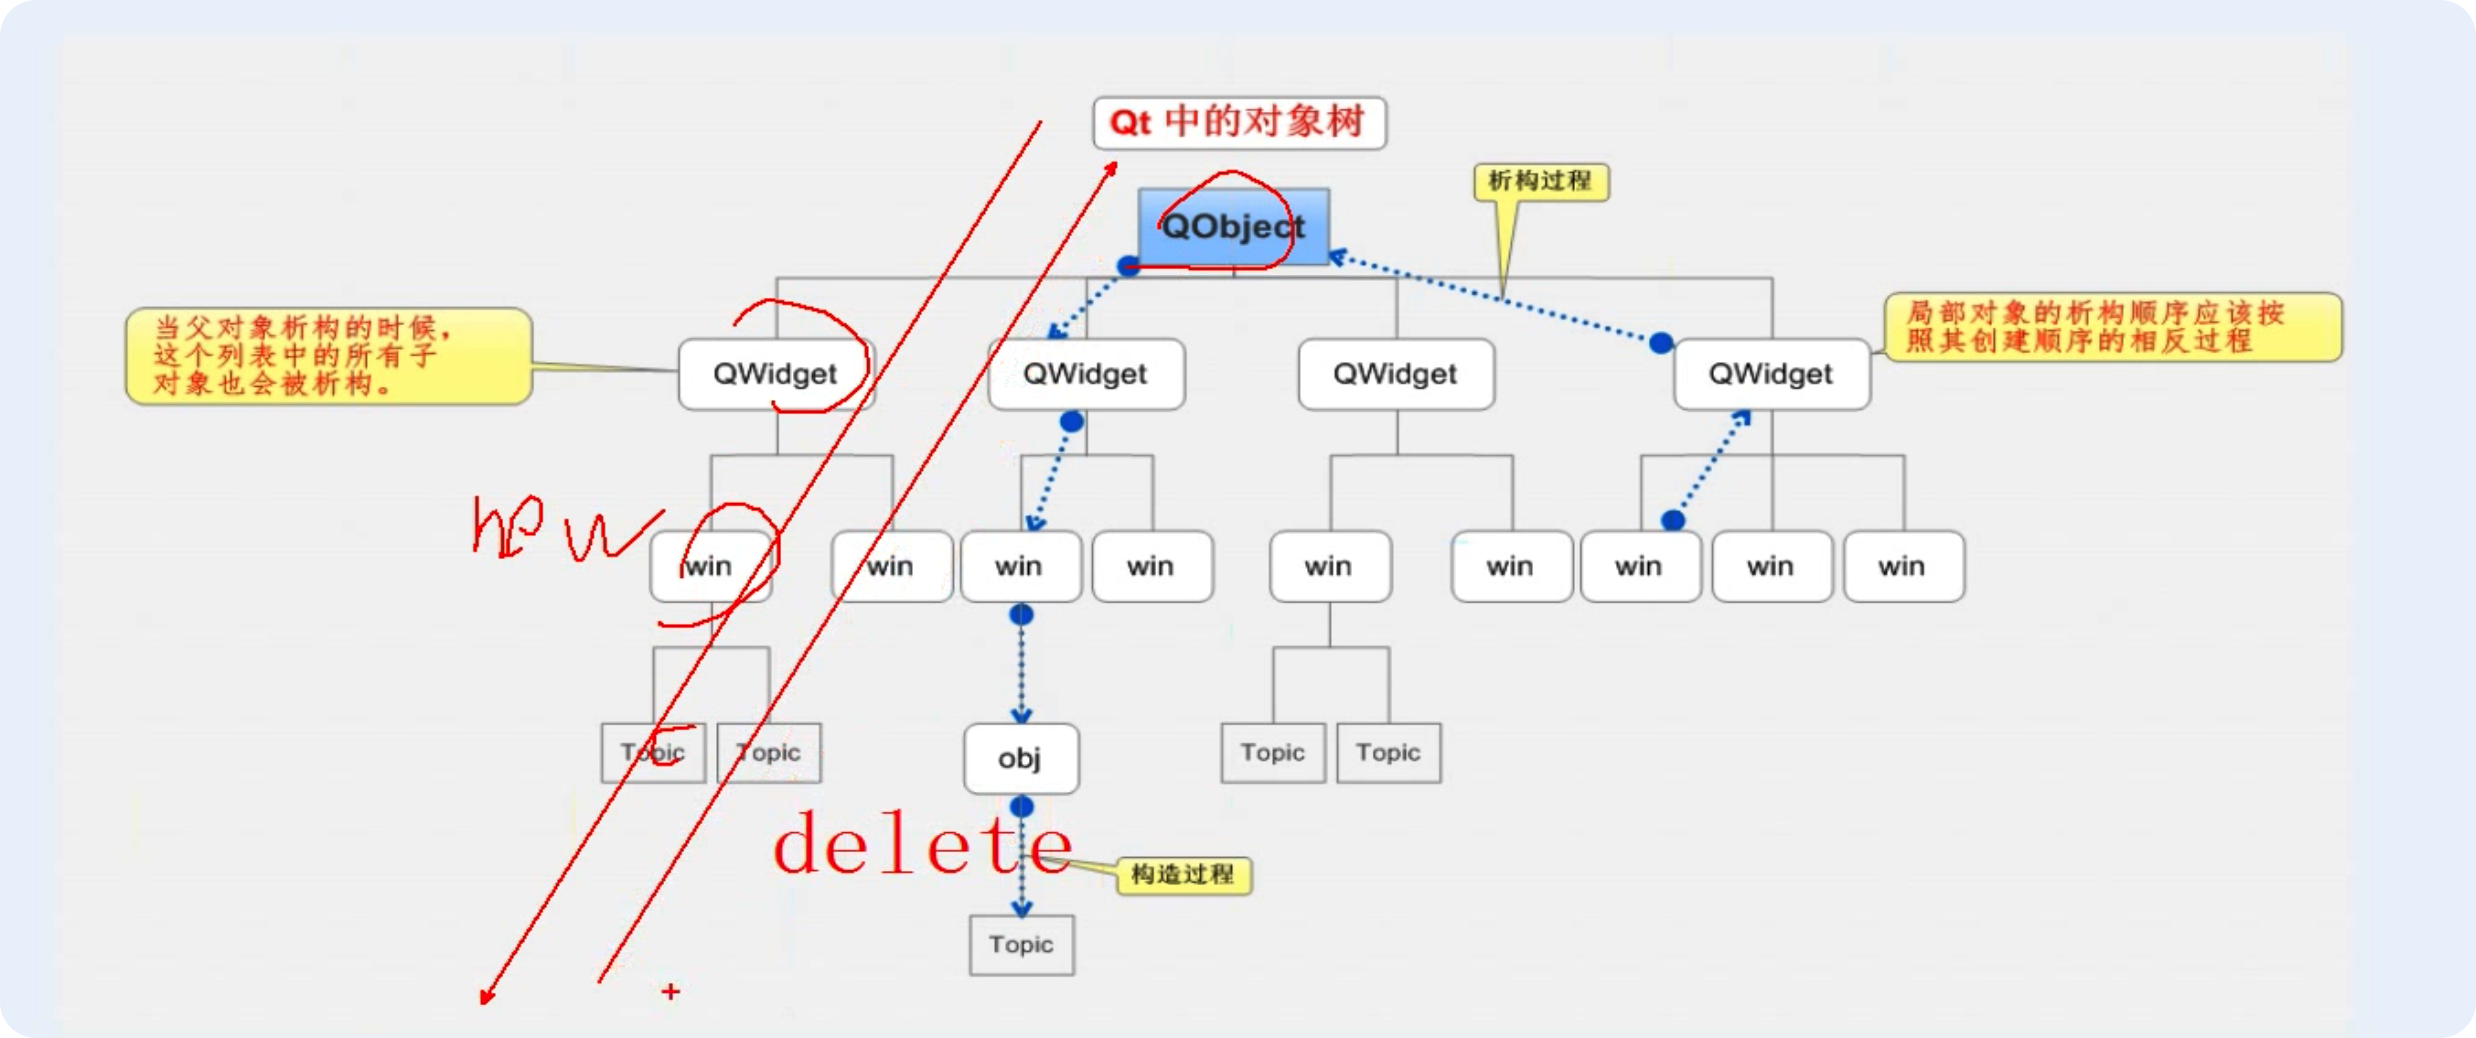 Qt 中的对象树
析构过程
QObject
当父对象析构的时候，
这个列表中的所有子
对象也会被析构。
局部对象的析构顺序应该按
照其创建顺序的相反过程
QWidget QWidget QWidget QWidget
new
win win win win win win win win win
Topic Topic obj Topic Topic
delete
构造过程
Topic